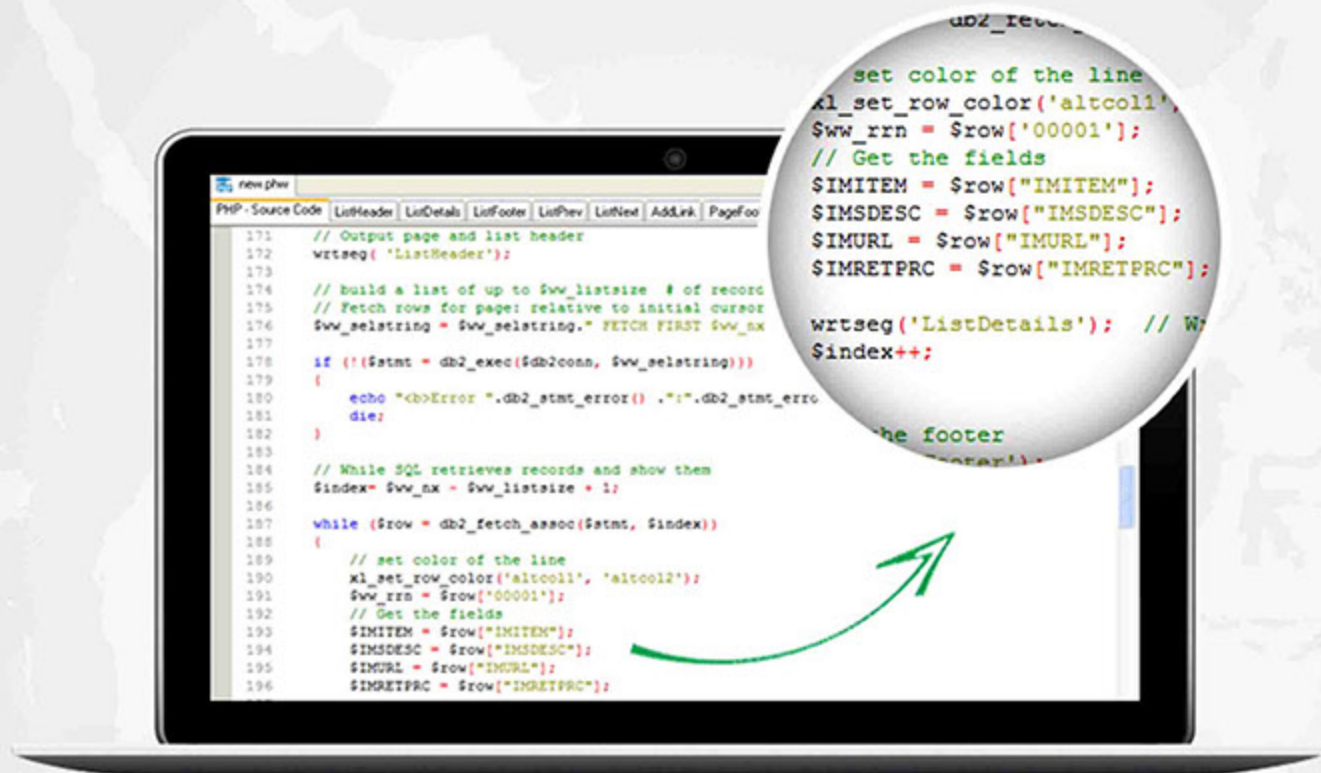 new.phw
PHP - Source Code ListHeader ListDetails ListFooter ListPrev ListNext AddLink PageFoo
171 // Output page and list header
172 wrtseg( 'ListHeader');
173
174 // build a list of up to $ww_listsize # of record
175 // Fetch rows for page: relative to initial cursor
176 $ww_selstring = $ww_selstring." FETCH FIRST $ww_nx
177
178 if (!($stmt = db2_exec($db2conn, $ww_selstring)))
179 {
180 echo "<b>Error ".db2_stmt_error() .":".db2_stmt_erro
181 die;
182 }
183
184 // While SQL retrieves records and show them
185 $index= $ww_nx - $ww_listsize + 1;
186
187 while ($row = db2_fetch_assoc($stmt, $index))
188 {
189 // set color of the line
190 xl_set_row_color('altcol1', 'altcol2');
191 $ww_rrn = $row['00001'];
192 // Get the fields
193 $IMITEM = $row["IMITEM"];
194 $IMSDESC = $row["IMSDESC"];
195 $IMURL = $row["IMURL"];
196 $IMRETPRC = $row["IMRETPRC"];
set color of the line
xl_set_row_color('altcol1',
$ww_rrn = $row['00001'];
// Get the fields
$IMITEM = $row["IMITEM"];
$IMSDESC = $row["IMSDESC"];
$IMURL = $row["IMURL"];
$IMRETPRC = $row["IMRETPRC"];
wrtseg('ListDetails'); // W
$index++;
the footer